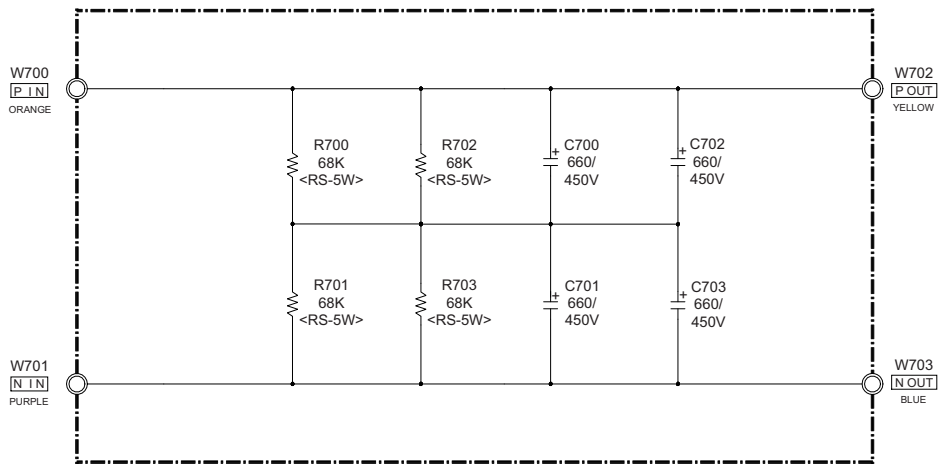 W700
P IN
ORANGE
W702
P OUT
YELLOW
R700
68K
<RS-5W>
R702
68K
<RS-5W>
+ C700
660/
450V
+ C702
660/
450V
R701
68K
<RS-5W>
R703
68K
<RS-5W>
+ C701
660/
450V
+ C703
660/
450V
W701
N IN
PURPLE
W703
N OUT
BLUE